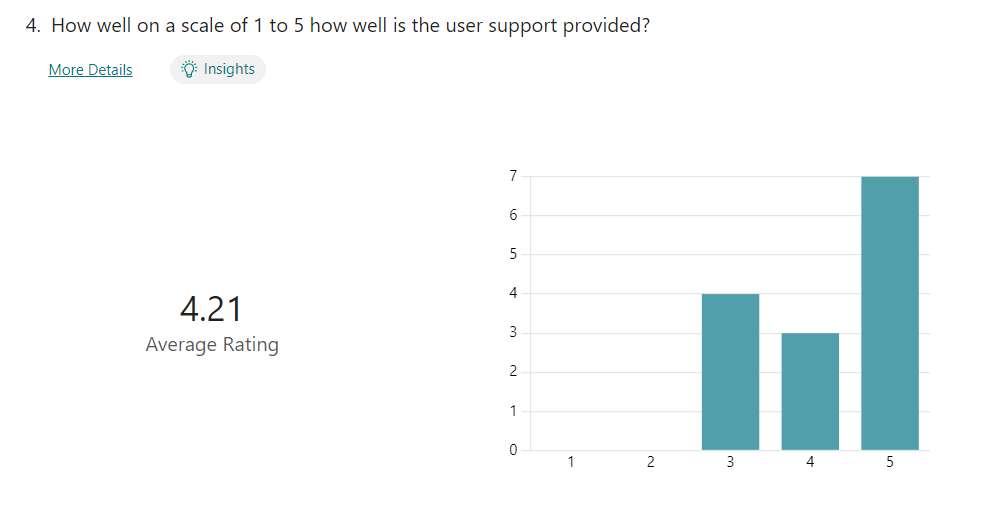 4. How well on a scale of 1 to 5 how well is the user support provided?
More Details
Insights
7
6
5
4
3
2
1
0
4.21
Average Rating
1 2 3 4 5